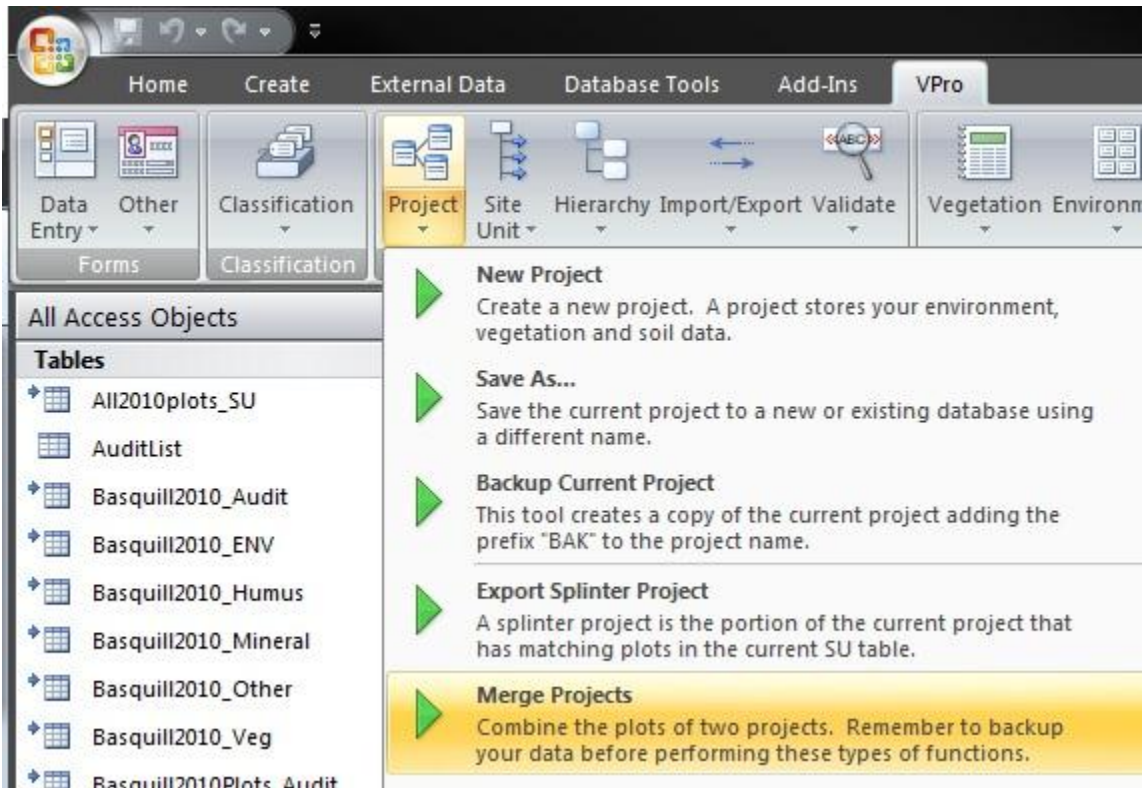 Home Create External Data Database Tools Add-Ins VPro
Data Entry
Other
Classification
Project
Site Unit
Hierarchy
Import/Export
ABC
Validate
Vegetation
Environm
Forms
Classification
All Access Objects
Tables
All2010plots_SU
AuditList
Basquill2010_Audit
Basquill2010_ENV
Basquill2010_Humus
Basquill2010_Mineral
Basquill2010_Other
Basquill2010_Veg
Basquill2010Plots_Audit
New Project
Create a new project. A project stores your environment,
vegetation and soil data.
Save As...
Save the current project to a new or existing database using
a different name.
Backup Current Project
This tool creates a copy of the current project adding the
prefix "BAK" to the project name.
Export Splinter Project
A splinter project is the portion of the current project that
has matching plots in the current SU table.
Merge Projects
Combine the plots of two projects. Remember to backup
your data before performing these types of functions.